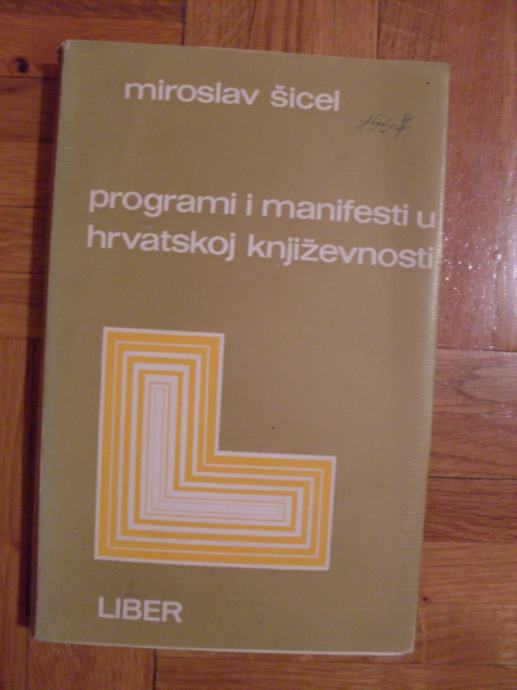 miroslav šicel
programi i manifesti u
hrvatskoj književnosti
LIBER